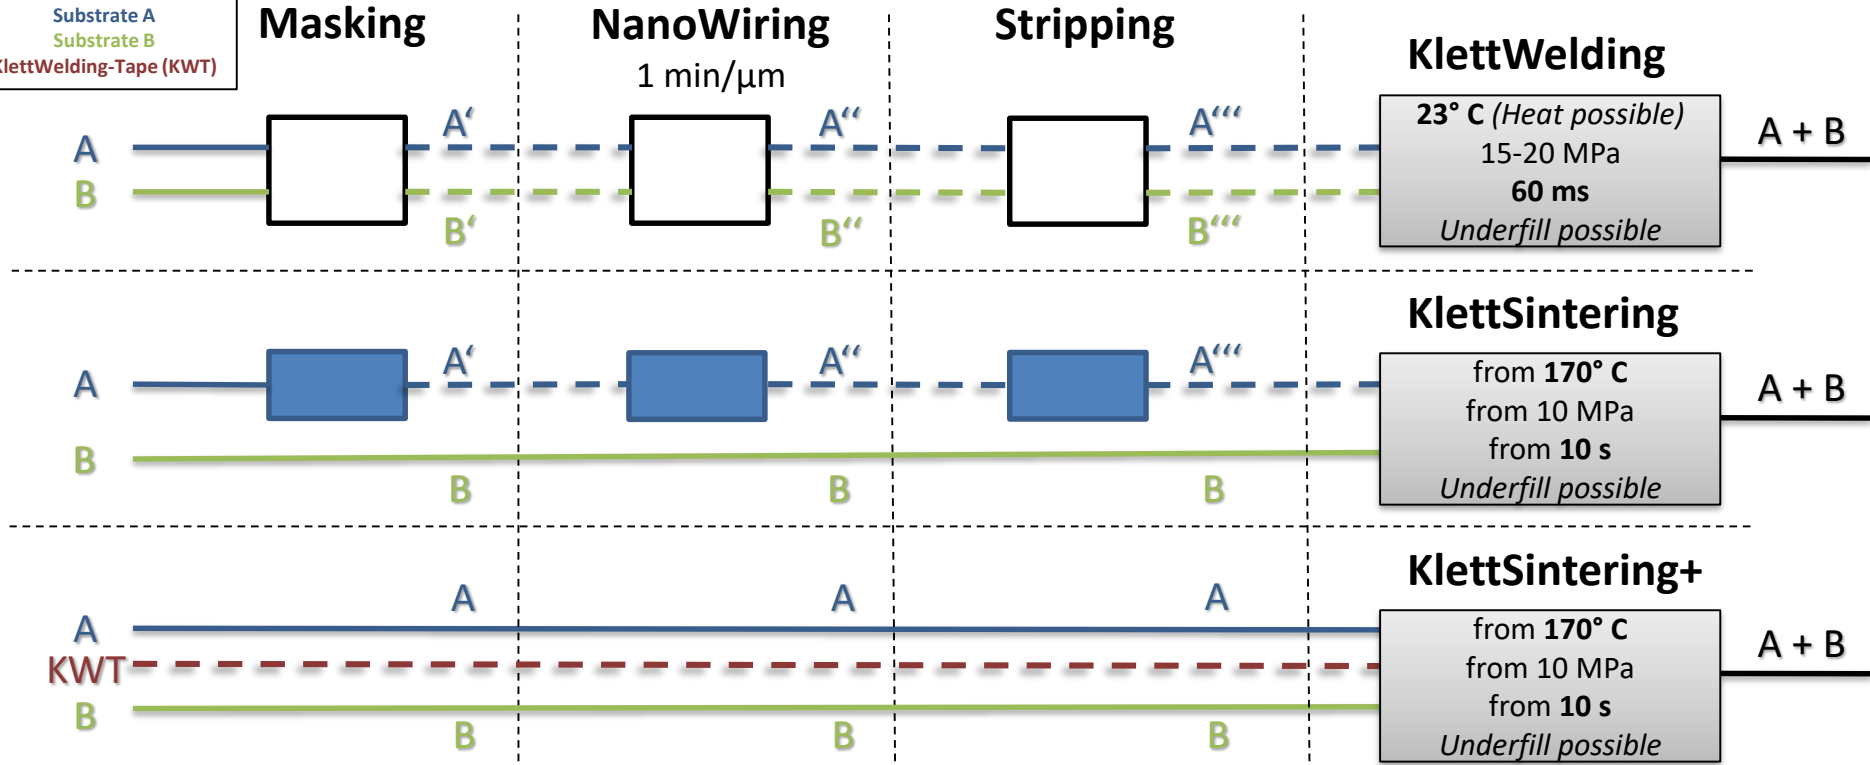 Substrate A
Substrate B
KlettWelding-Tape (KWT)
Masking
NanoWiring
1 min/µm
Stripping
KlettWelding
A
B
A‘
B‘
A‘‘
B‘‘
A‘‘‘
B‘‘‘
23° C (Heat possible)
15-20 MPa
60 ms
Underfill possible
A + B
KlettSintering
A
B
A‘
B
A‘‘
B
A‘‘‘
B
from 170° C
from 10 MPa
from 10 s
Underfill possible
A + B
KlettSintering+
A
KWT
B
A
B
A
B
A
B
from 170° C
from 10 MPa
from 10 s
Underfill possible
A + B